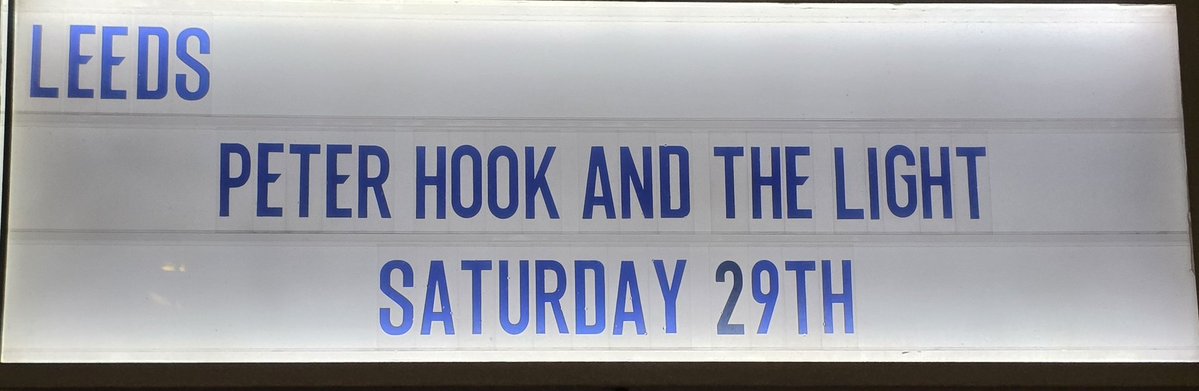 LEEDS
PETER HOOK AND THE LIGHT
SATURDAY 29TH